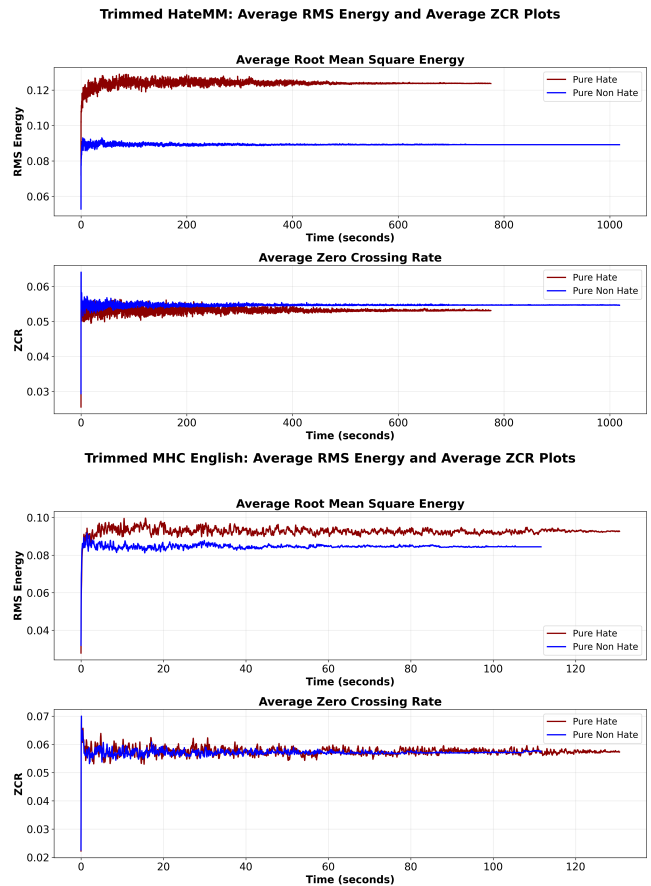 Trimmed HateMM: Average RMS Energy and Average ZCR Plots
Average Root Mean Square Energy
Pure Hate
Pure Non Hate
RMS Energy
0.12
0.10
0.08
0.06
0 200 400 600 800 1000
Time (seconds)
Average Zero Crossing Rate
Pure Hate
Pure Non Hate
ZCR
0.06
0.05
0.04
0.03
0 200 400 600 800 1000
Time (seconds)
Trimmed MHC English: Average RMS Energy and Average ZCR Plots
Average Root Mean Square Energy
RMS Energy
0.10
0.08
0.06
0.04
Pure Hate
Pure Non Hate
0 20 40 60 80 100 120
Time (seconds)
Average Zero Crossing Rate
Pure Hate
Pure Non Hate
ZCR
0.07
0.06
0.05
0.04
0.03
0.02
0 20 40 60 80 100 120
Time (seconds)